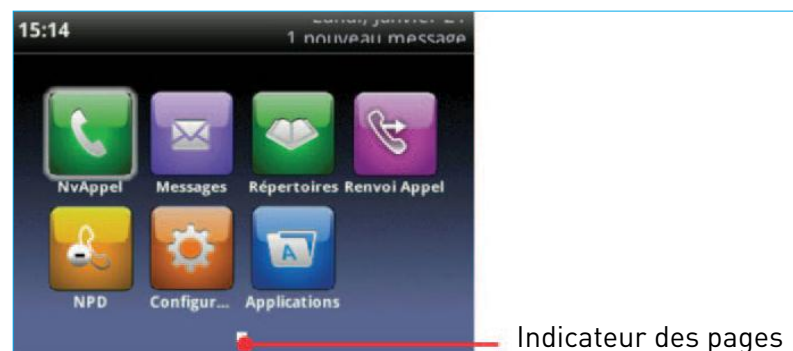 15:14
1 nouveau message
NvAppel Messages Répertoires Renvoi Appel
A
NPD Configur... Applications
Indicateur des pages